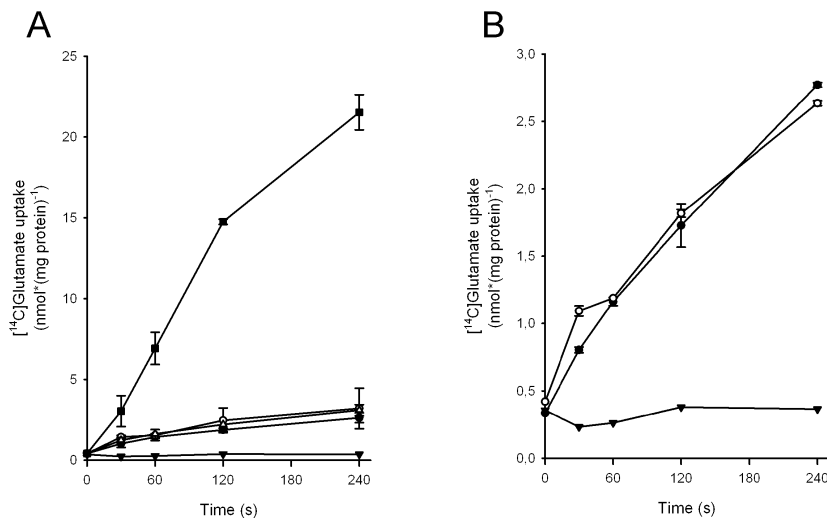 A
[¹⁴C]Glutamate uptake
(nmol*(mg protein)⁻¹)
25
20
15
10
5
0
0 60 120 180 240
Time (s)
B
[¹⁴C]Glutamate uptake
(nmol*(mg protein)⁻¹)
3,0
2,5
2,0
1,5
1,0
0,5
0,0
0 60 120 180 240
Time (s)